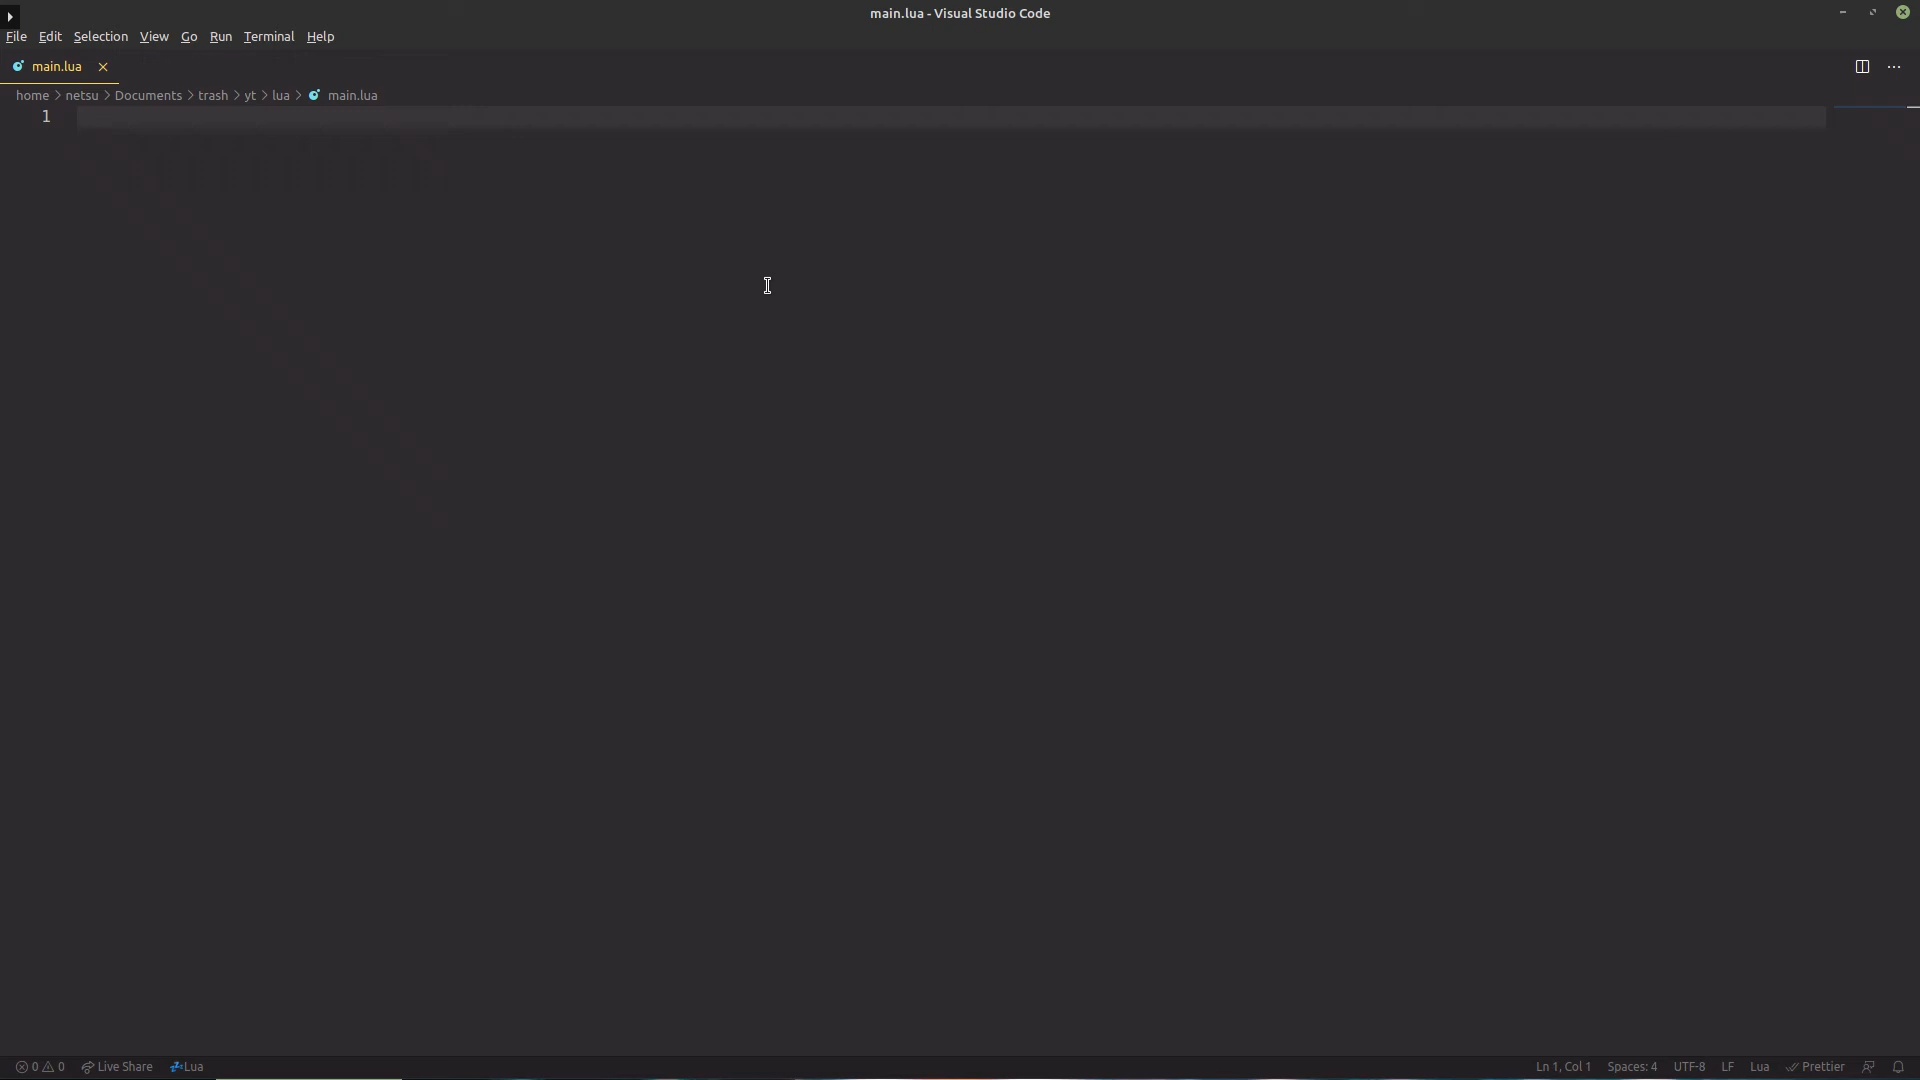 main.lua - Visual Studio Code
File Edit Selection View Go Run Terminal Help
main.lua
home > netsu > Documents > trash > yt > lua > main.lua
1
0 0 Live Share Lua Ln 1, Col 1 Spaces: 4 UTF-8 LF Lua Prettier